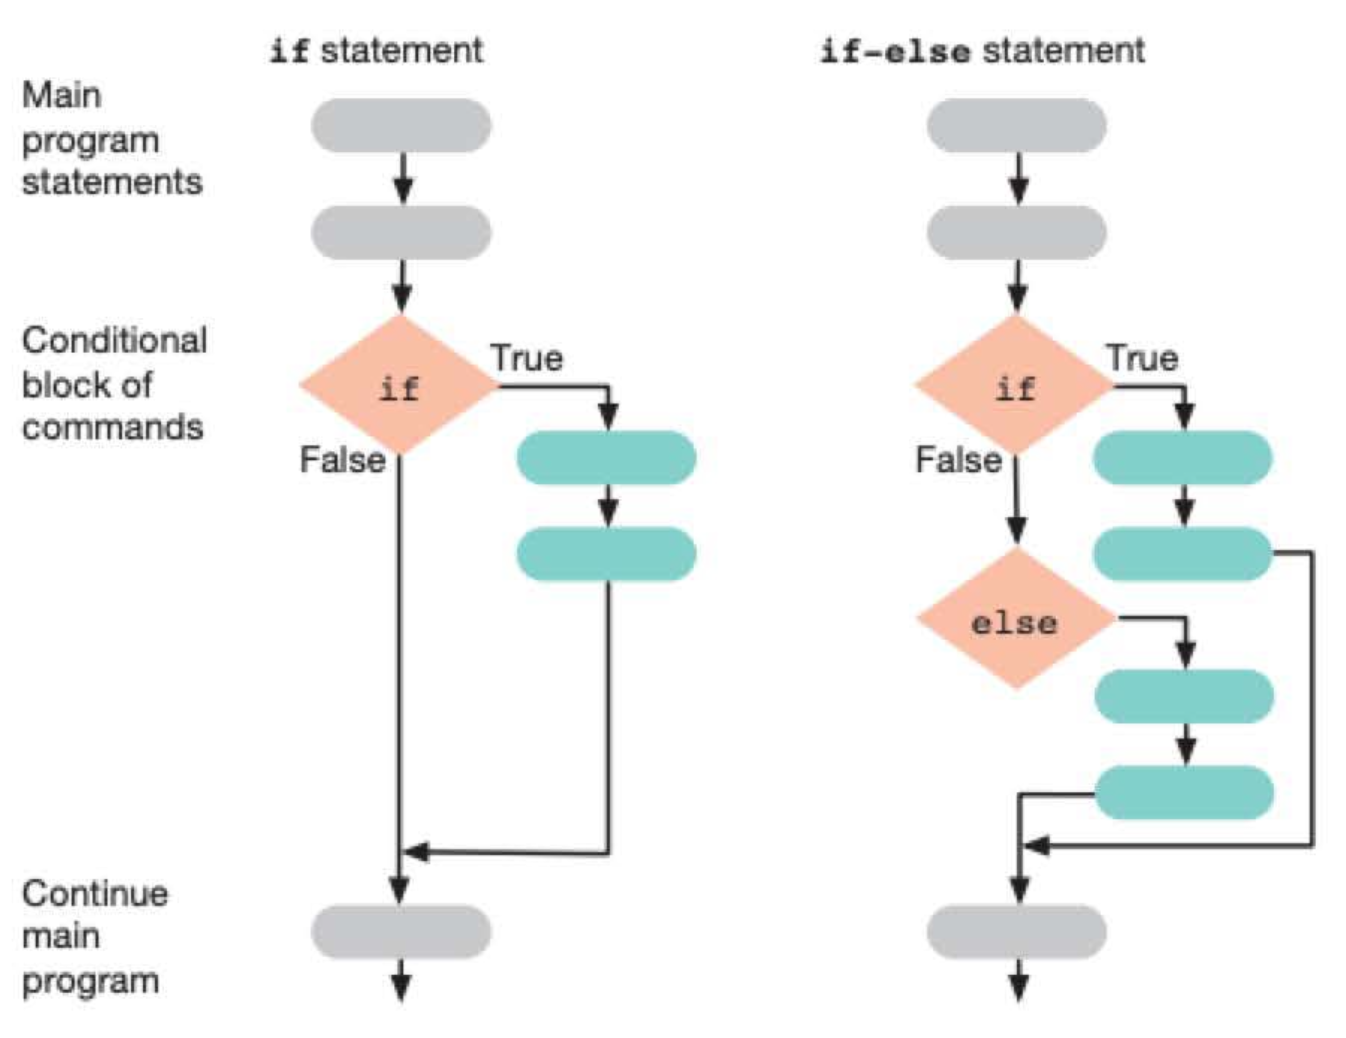 if statement
if-else statement
Main
program
statements
Conditional
block of
commands
if
True
False
if
True
False
else
Continue
main
program